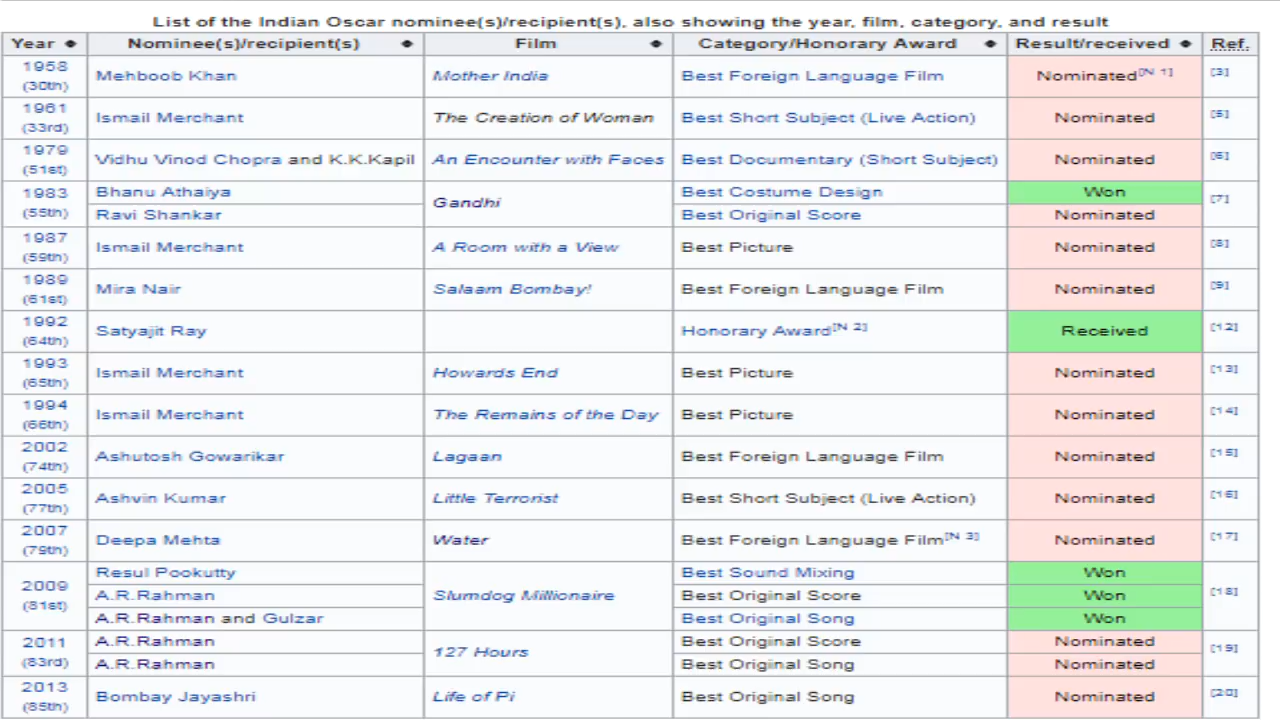 List of the Indian Oscar nominee(s)/recipient(s), also showing the year, film, category, and result
Year Nominee(s)/recipient(s) Film Category/Honorary Award Result/received Ref.
1958 (30th) Mehboob Khan Mother India Best Foreign Language Film Nominated[N 1] [3]
1961 (33rd) Ismail Merchant The Creation of Woman Best Short Subject (Live Action) Nominated [5]
1979 (51st) Vidhu Vinod Chopra and K.K.Kapil An Encounter with Faces Best Documentary (Short Subject) Nominated [6]
1983 (55th) Bhanu Athaiya Gandhi Best Costume Design Won [7]
Ravi Shankar Best Original Score Nominated
1987 (59th) Ismail Merchant A Room with a View Best Picture Nominated [8]
1989 (61st) Mira Nair Salaam Bombay! Best Foreign Language Film Nominated [9]
1992 (64th) Satyajit Ray Honorary Award[N 2] Received [12]
1993 (65th) Ismail Merchant Howards End Best Picture Nominated [13]
1994 (66th) Ismail Merchant The Remains of the Day Best Picture Nominated [14]
2002 (74th) Ashutosh Gowarikar Lagaan Best Foreign Language Film Nominated [15]
2005 (77th) Ashvin Kumar Little Terrorist Best Short Subject (Live Action) Nominated [16]
2007 (79th) Deepa Mehta Water Best Foreign Language Film[N 3] Nominated [17]
2009 (81st) Resul Pookutty Slumdog Millionaire Best Sound Mixing Won [18]
A.R.Rahman Best Original Score Won
A.R.Rahman and Gulzar Best Original Song Won
2011 (83rd) A.R.Rahman 127 Hours Best Original Score Nominated [19]
A.R.Rahman Best Original Song Nominated
2013 (85th) Bombay Jayashri Life of Pi Best Original Song Nominated [20]